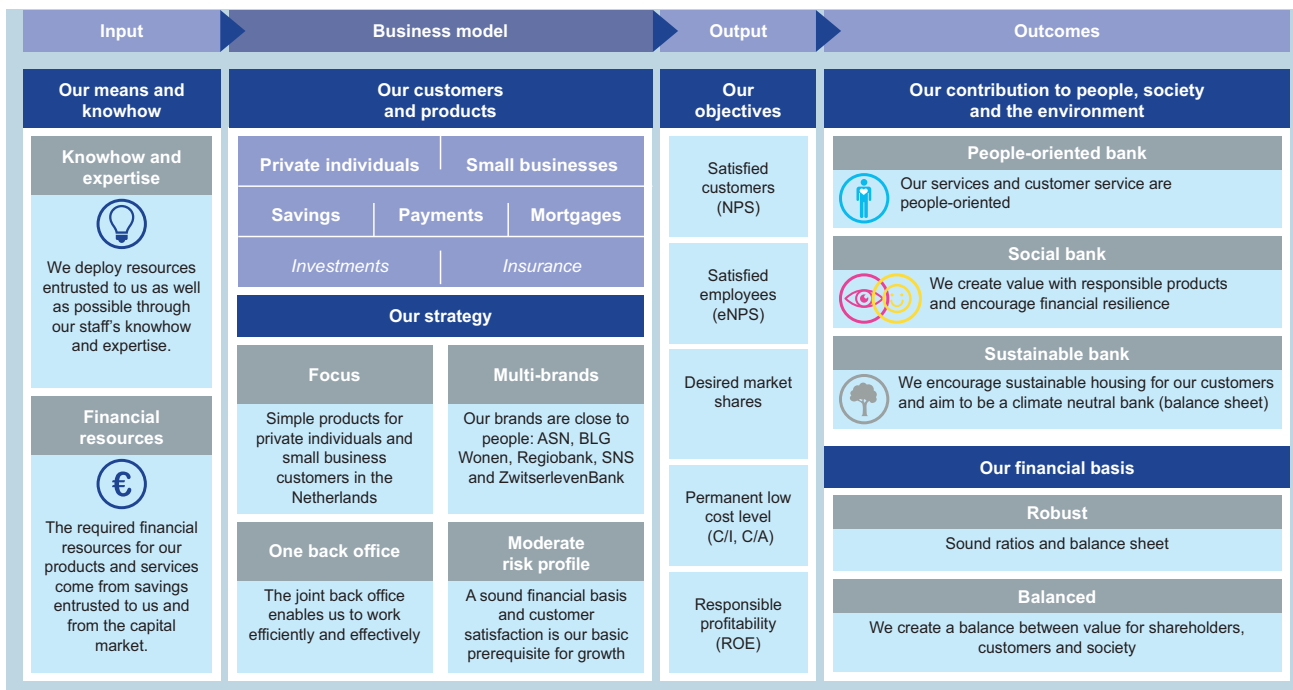 Input
Business model
Output
Outcomes
Our means and
knowhow
Knowhow and
expertise
We deploy resources
entrusted to us as well
as possible through
our staff’s knowhow
and expertise.
Financial
resources
€
The required financial
resources for our
products and services
come from savings
entrusted to us and
from the capital
market.
Our customers
and products
Private individuals
Small businesses
Savings
Payments
Mortgages
Investments
Insurance
Our strategy
Focus
Simple products for
private individuals and
small business
customers in the
Netherlands
Multi-brands
Our brands are close to
people: ASN, BLG
Wonen, Regiobank, SNS
and ZwitserlevenBank
One back office
The joint back office
enables us to work
efficiently and effectively
Moderate
risk profile
A sound financial basis
and customer
satisfaction is our basic
prerequisite for growth
Our
objectives
Satisfied
customers
(NPS)
Satisfied
employees
(eNPS)
Desired market
shares
Permanent low
cost level
(C/I, C/A)
Responsible
profitability
(ROE)
Our contribution to people, society
and the environment
People-oriented bank
Our services and customer service are
people-oriented
Social bank
We create value with responsible products
and encourage financial resilience
Sustainable bank
We encourage sustainable housing for our customers
and aim to be a climate neutral bank (balance sheet)
Our financial basis
Robust
Sound ratios and balance sheet
Balanced
We create a balance between value for shareholders,
customers and society